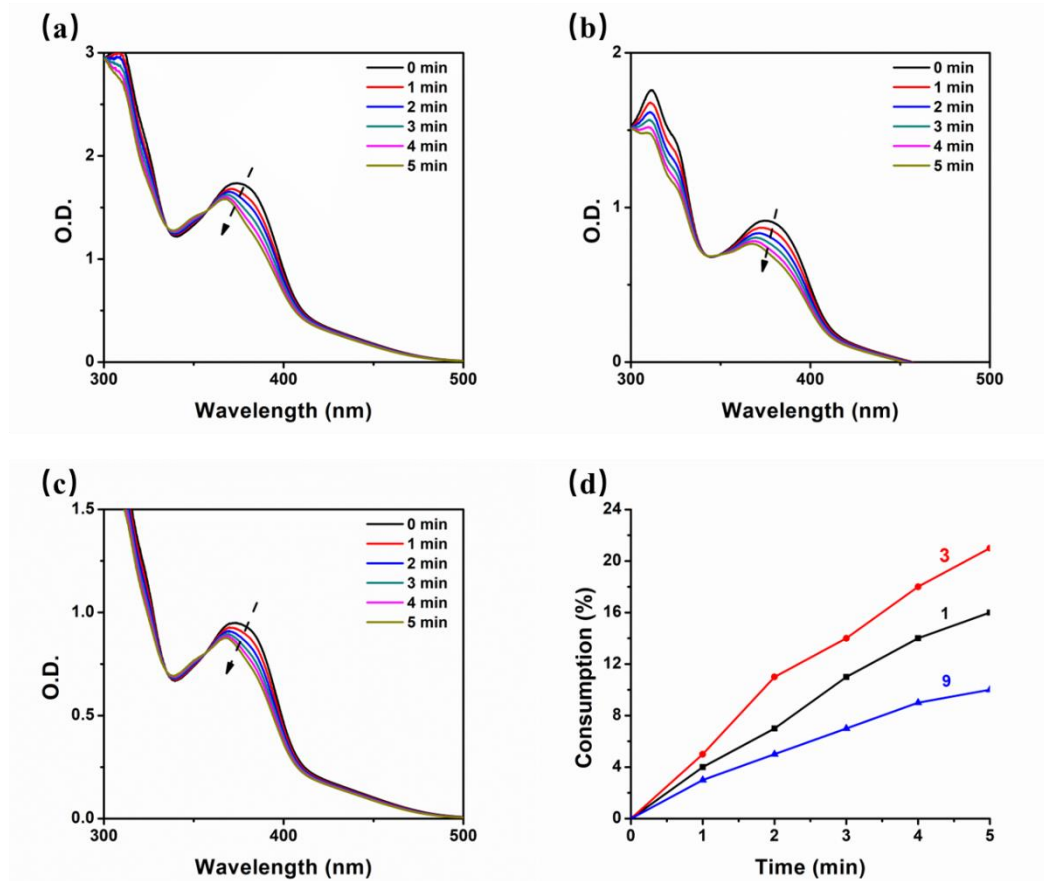 (a)
3
2
1
0
300
400
500
O.D.
Wavelength (nm)
0 min
1 min
2 min
3 min
4 min
5 min
(b)
2
1
0
300
400
500
O.D.
Wavelength (nm)
0 min
1 min
2 min
3 min
4 min
5 min
(c)
1.5
1.0
0.5
0.0
300
400
500
O.D.
Wavelength (nm)
0 min
1 min
2 min
3 min
4 min
5 min
(d)
24
20
16
12
8
4
0
0
1
2
3
4
5
Consumption (%)
Time (min)
3
1
9